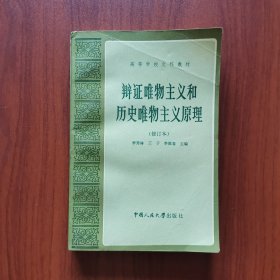 高等学校文科教材
辩证唯物主义和
历史唯物主义原理
(修订本)
李秀林 王于 李淮春 主编
中国人民大学出版社